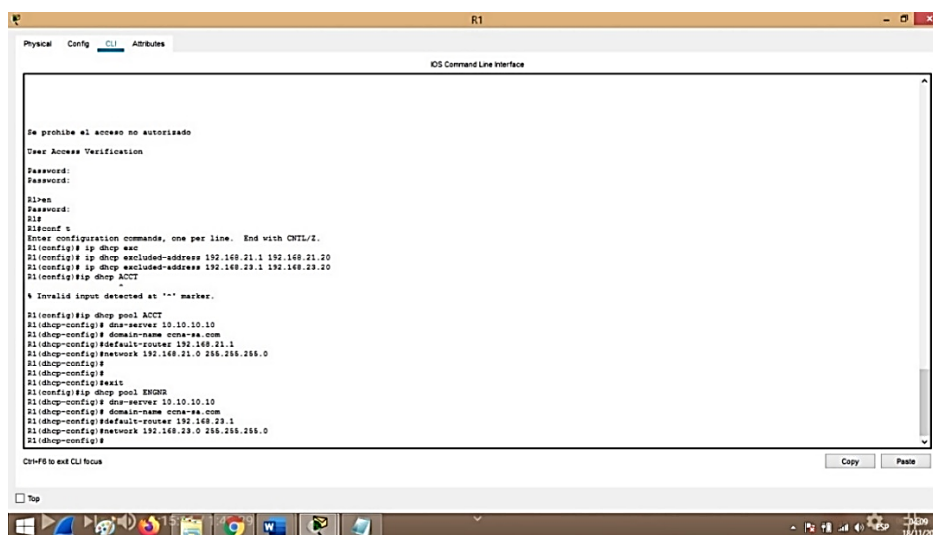 R1
Physical Config CLI Attributes
IOS Command Line Interface
Se prohibe el acceso no autorizado
User Access Verification
Password:
Password:
R1>en
Password:
R1#
R1#conf t
Enter configuration commands, one per line. End with CNTL/Z.
R1(config)# ip dhcp exc
R1(config)# ip dhcp excluded-address 192.168.21.1 192.168.21.20
R1(config)# ip dhcp excluded-address 192.168.23.1 192.168.23.20
R1(config)#ip dhcp ACCT
^
% Invalid input detected at '^' marker.
R1(config)#ip dhcp pool ACCT
R1(dhcp-config)# dns-server 10.10.10.10
R1(dhcp-config)# domain-name ccna-sa.com
R1(dhcp-config)#default-router 192.168.21.1
R1(dhcp-config)#network 192.168.21.0 255.255.255.0
R1(dhcp-config)#
R1(dhcp-config)#
R1(dhcp-config)#exit
R1(config)#ip dhcp pool ENGNR
R1(dhcp-config)# dns-server 10.10.10.10
R1(dhcp-config)# domain-name ccna-sa.com
R1(dhcp-config)#default-router 192.168.23.1
R1(dhcp-config)#network 192.168.23.0 255.255.255.0
R1(dhcp-config)#
Ctrl+F6 to exit CLI focus
Copy Paste
Top
ESP